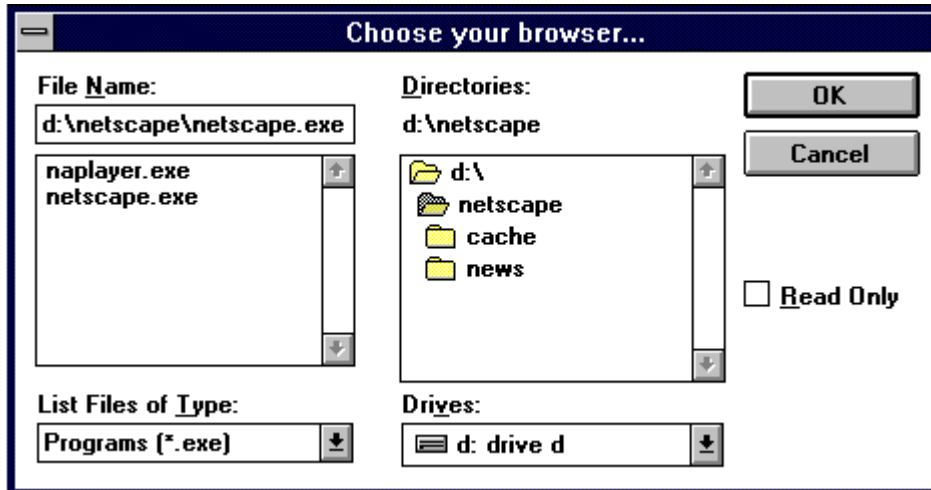 Choose your browser...
File Name:
d:\netscape\netscape.exe
naplayer.exe
netscape.exe
List Files of Type:
Programs (*.exe)
Directories:
d:\netscape
d:\
netscape
cache
news
Drives:
d: drive d
OK
Cancel
Read Only